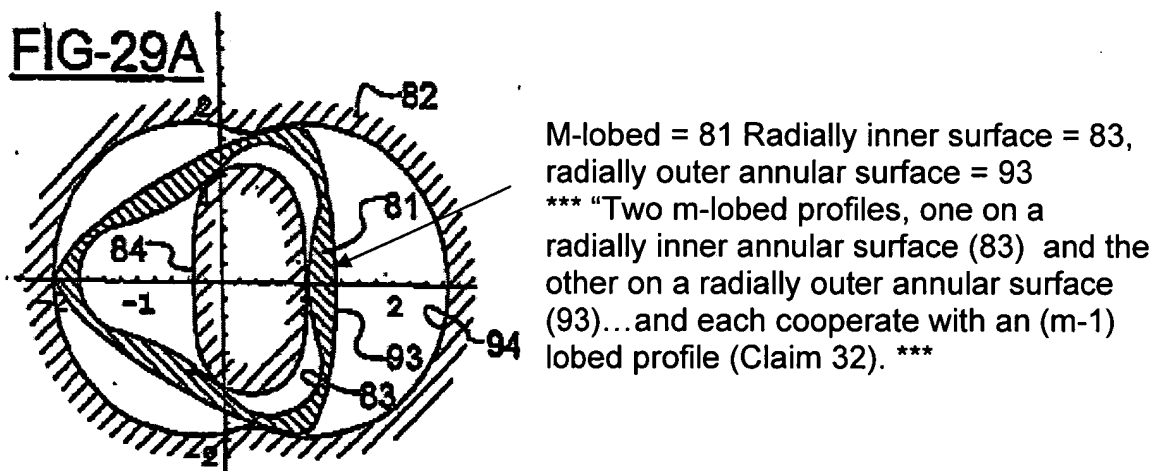 FIG-29A
2
82
81
84
-1
2
94
93
83
-2
M-lobed = 81 Radially inner surface = 83,
radially outer annular surface = 93
*** “Two m-lobed profiles, one on a
radially inner annular surface (83) and the
other on a radially outer annular surface
(93)...and each cooperate with an (m-1)
lobed profile (Claim 32). ***